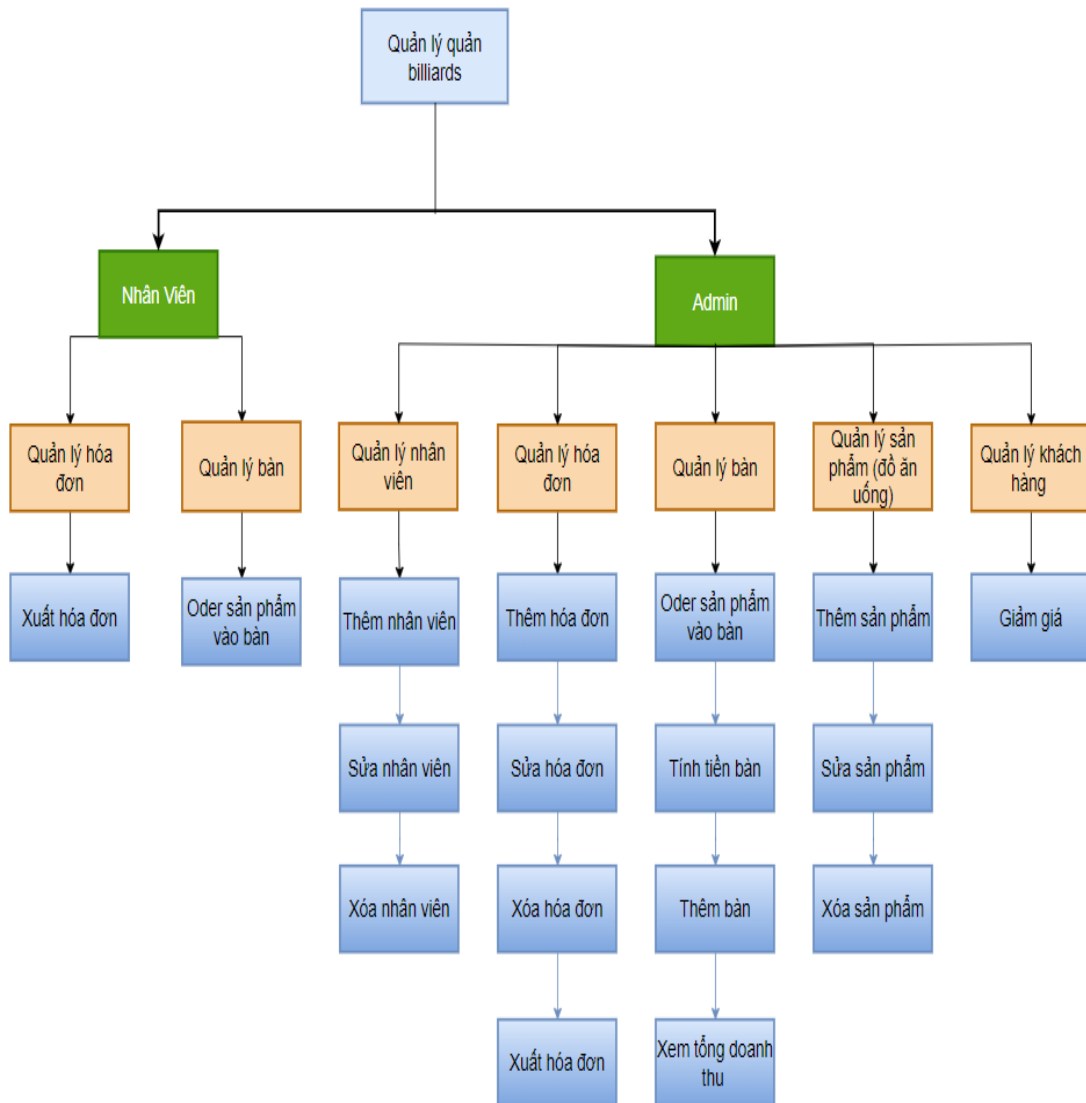 Quản lý quản
billiards
Nhân Viên
Admin
Quản lý hóa
đơn
Quản lý bàn
Quản lý nhân
viên
Quản lý hóa
đơn
Quản lý bàn
Quản lý sản
phẩm (đồ ăn
uống)
Quản lý khách
hàng
Xuất hóa đơn
Oder sản phẩm
vào bàn
Thêm nhân viên
Thêm hóa đơn
Oder sản phẩm
vào bàn
Thêm sản phẩm
Giảm giá
Sửa nhân viên
Sửa hóa đơn
Tính tiền bàn
Sửa sản phẩm
Xóa nhân viên
Xóa hóa đơn
Thêm bàn
Xóa sản phẩm
Xuất hóa đơn
Xem tổng doanh
thu